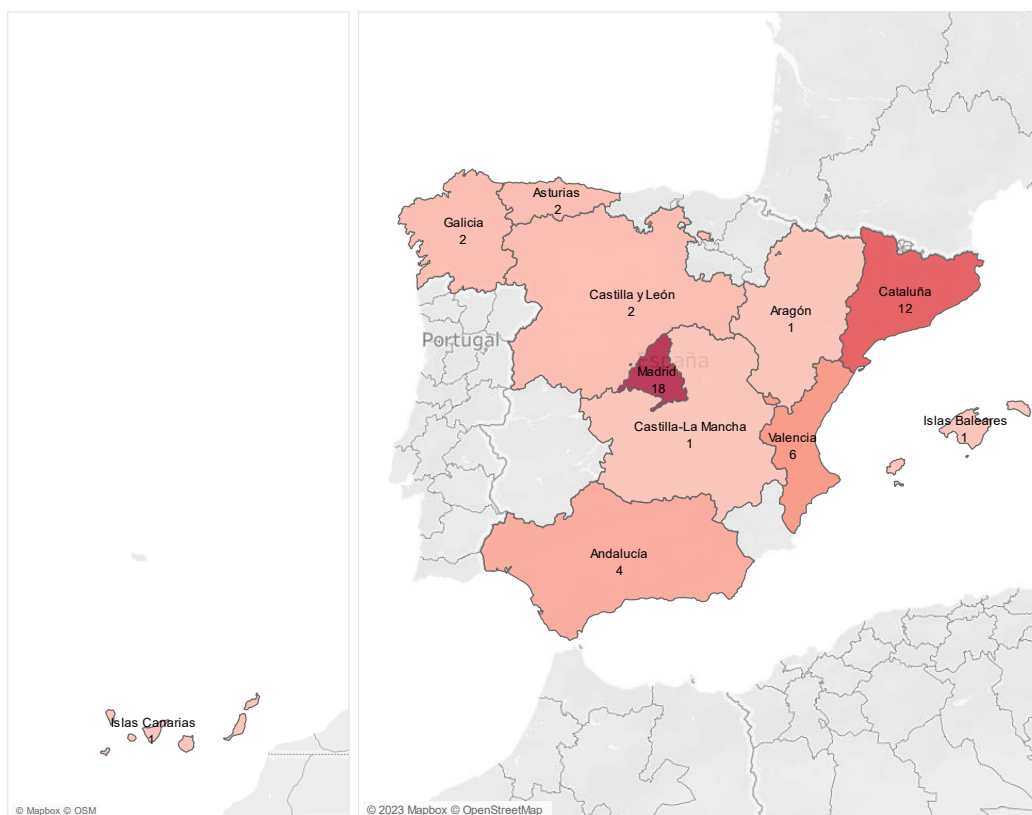 Asturias
2
Galicia
2
Castilla y León
2
Aragón
1
Cataluña
12
Portugal
España
Madrid
18
Castilla-La Mancha
1
Valencia
6
Islas Baleares
1
Andalucía
4
Islas Canarias
1
© Mapbox © OSM
© 2023 Mapbox © OpenStreetMap